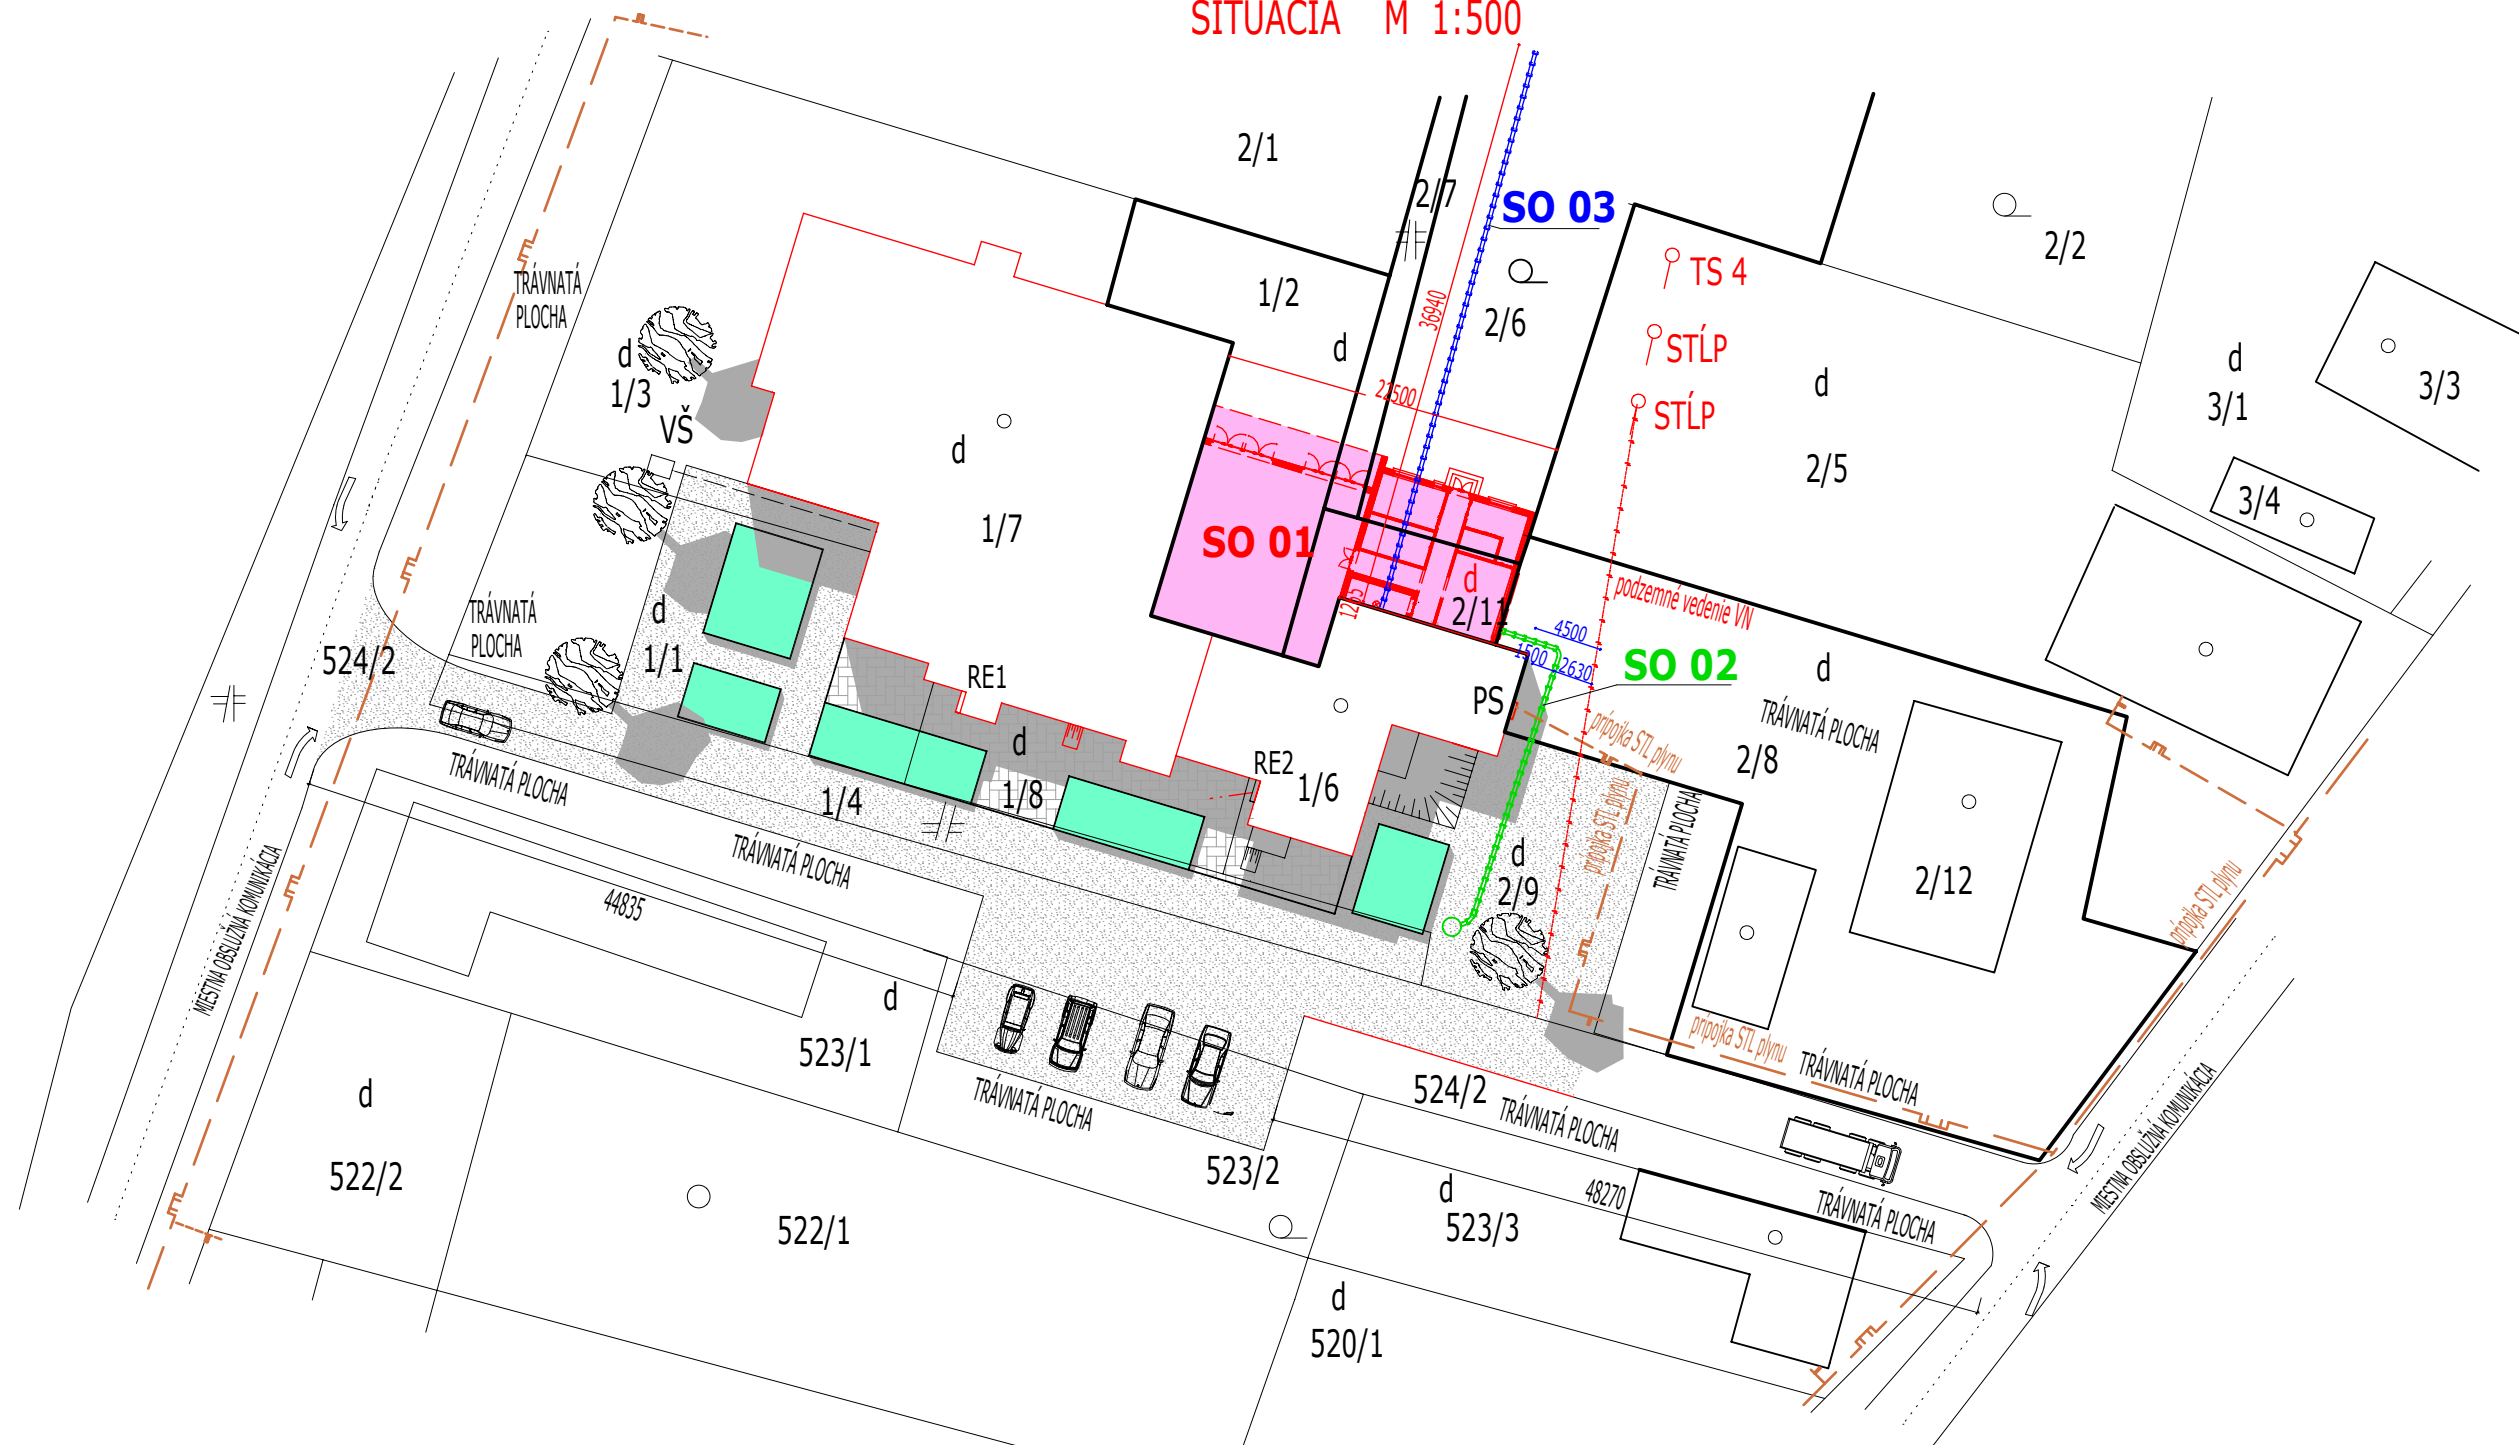 SITUÁCIA M 1:500
2/1
2/7
SO 03
2/2
TS 4
TRÁVNATÁ
PLOCHA
1/2
36940
2/6
STĹP
d
d
1/3
VŠ
22500
STĹP
d
2/5
d
3/1
3/3
3/4
d
1/7
SO 01
d
2/11
1265
podzemné vedenie VN
TRÁVNATÁ
PLOCHA
d
1/1
524/2
4500
1500
2630
SO 02
d
RE1
PS
TRÁVNATÁ PLOCHA
2/8
prípojka STL plynu
d
1/8
RE2
1/6
1/4
TRÁVNATÁ PLOCHA
prípojka STL plynu
TRÁVNATÁ PLOCHA
TRÁVNATÁ PLOCHA
d
2/9
2/12
44835
MIESTNA OBSLUŽNÁ KOMUNIKÁCIA
prípojka STL plynu
d
523/1
prípojka STL plynu
TRÁVNATÁ PLOCHA
TRÁVNATÁ PLOCHA
524/2
TRÁVNATÁ PLOCHA
MIESTNA OBSLUŽNÁ KOMUNIKÁCIA
d
522/2
523/2
d
523/3
48270
TRÁVNATÁ PLOCHA
522/1
d
520/1